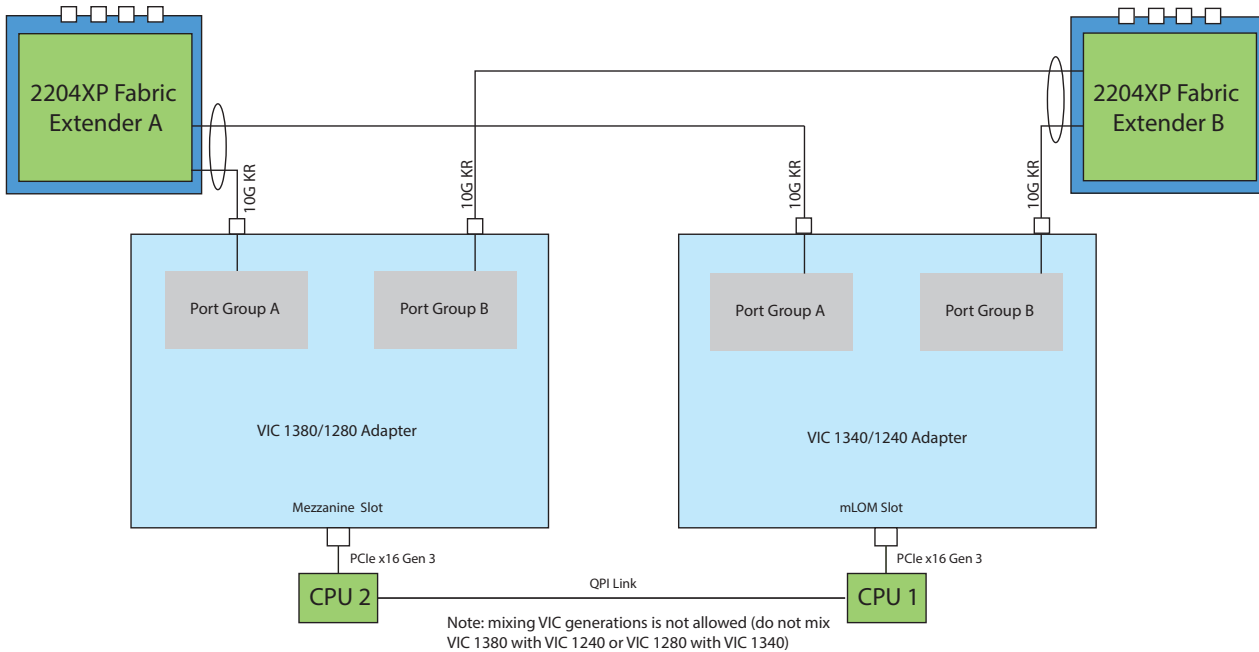 2204XP Fabric
Extender A
2204XP Fabric
Extender B
10G KR
10G KR
10G KR
10G KR
Port Group A
Port Group B
Port Group A
Port Group B
VIC 1380/1280 Adapter
VIC 1340/1240 Adapter
Mezzanine Slot
mLOM Slot
PCIe x16 Gen 3
PCIe x16 Gen 3
CPU 2
QPI Link
CPU 1
Note: mixing VIC generations is not allowed (do not mix
VIC 1380 with VIC 1240 or VIC 1280 with VIC 1340)